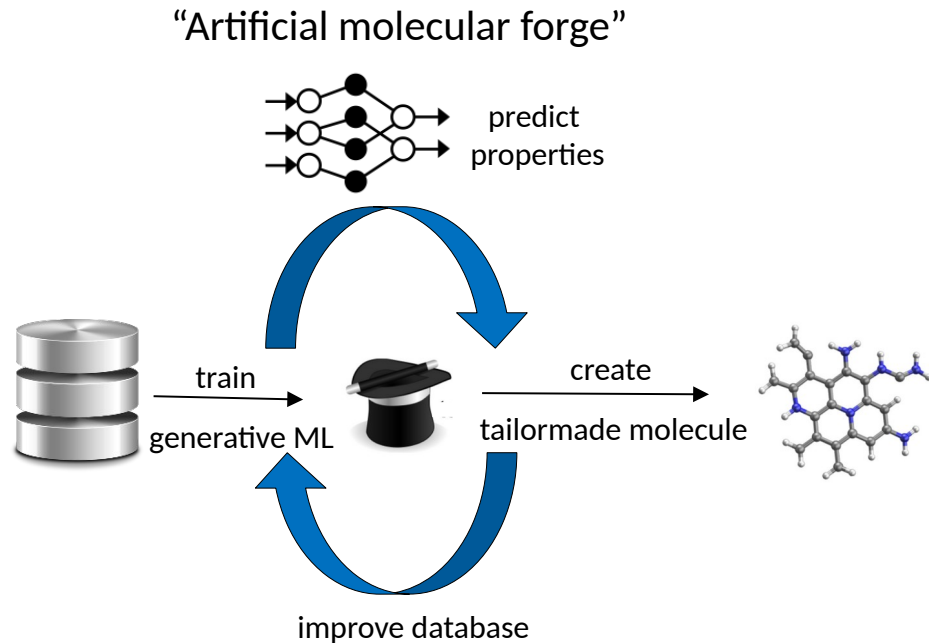 “Artificial molecular forge”
predict
properties
train
generative ML
create
tailormade molecule
improve database